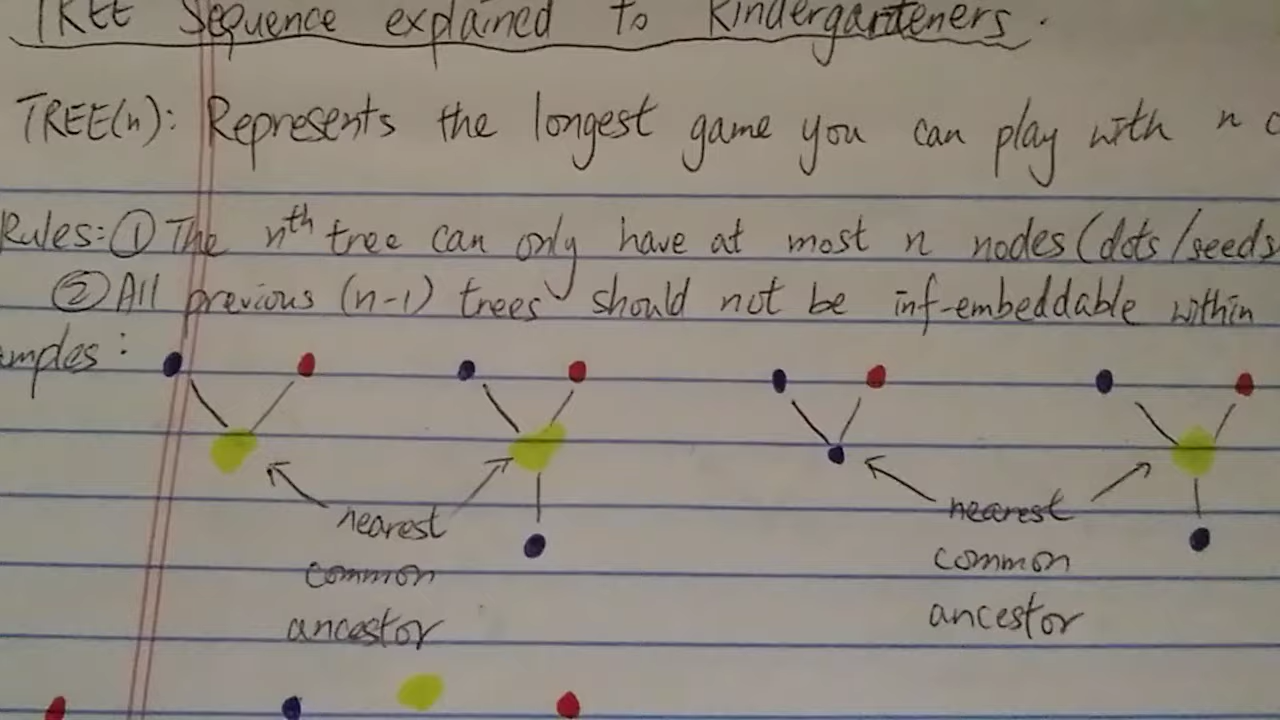 TREE Sequence explained to Kindergarteners.
TREE(n): Represents the longest game you can play with n
Rules: ① The nth tree can only have at most n nodes (dots/seeds
② All previous (n-1) trees should not be inf-embeddable within
mples:
nearest nearest
common common
ancestor ancestor